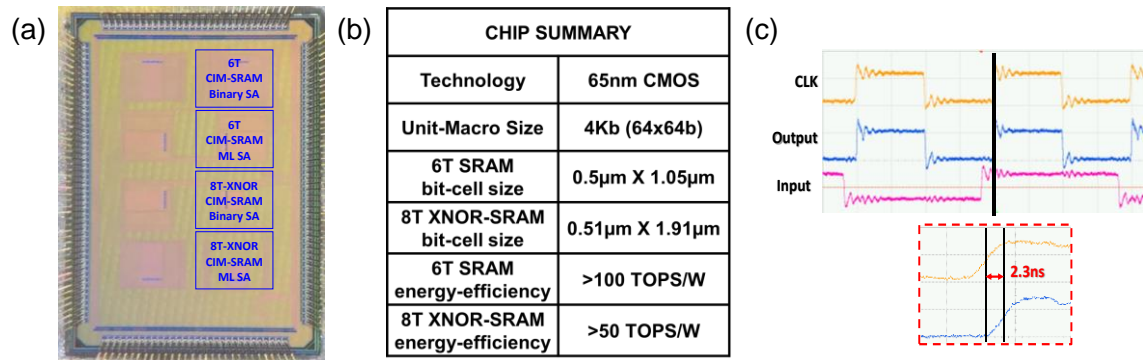 (a)
6T
CIM-SRAM
Binary SA
6T
CIM-SRAM
ML SA
8T-XNOR
CIM-SRAM
Binary SA
8T-XNOR
CIM-SRAM
ML SA
(b)
CHIP SUMMARY
Technology 65nm CMOS
Unit-Macro Size 4Kb (64x64b)
6T SRAM
bit-cell size 0.5µm X 1.05µm
8T XNOR-SRAM
bit-cell size 0.51µm X 1.91µm
6T SRAM
energy-efficiency >100 TOPS/W
8T XNOR-SRAM
energy-efficiency >50 TOPS/W
(c)
CLK
Output
Input
2.3ns